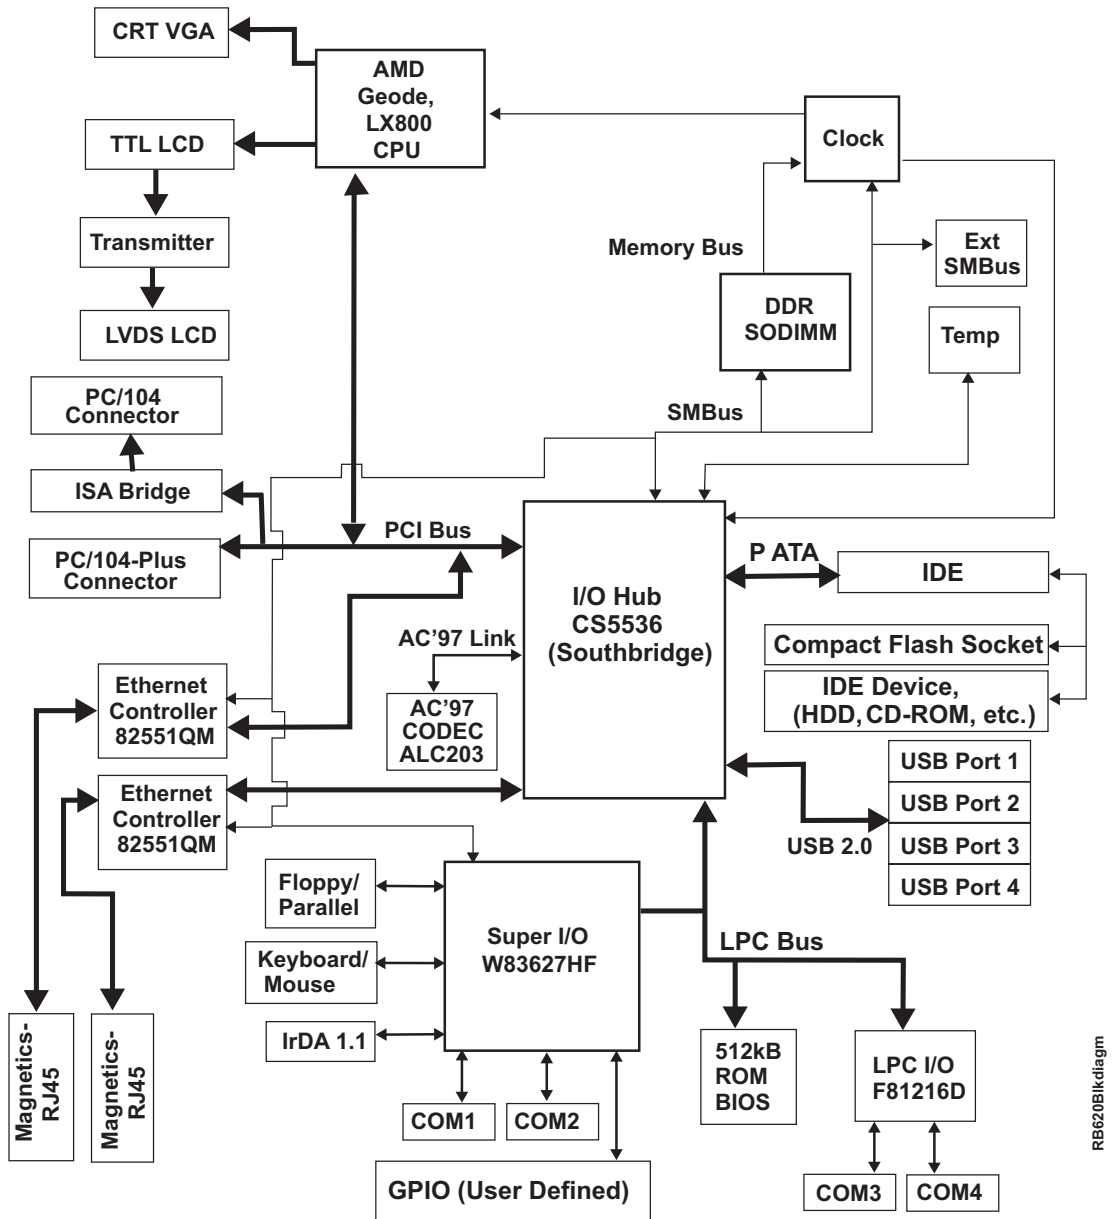 CRT VGA
AMD
Geode,
LX800
CPU
TTL LCD
Clock
Transmitter
Memory Bus
Ext
SMBus
LVDS LCD
DDR
SODIMM
Temp
PC/104
Connector
SMBus
ISA Bridge
PCI Bus
PC/104-Plus
Connector
P ATA
IDE
I/O Hub
CS5536
(Southbridge)
AC'97 Link
Compact Flash Socket
Ethernet
Controller
82551QM
AC'97
CODEC
ALC203
IDE Device,
(HDD, CD-ROM, etc.)
USB Port 1
USB Port 2
USB Port 3
USB Port 4
USB 2.0
Ethernet
Controller
82551QM
Floppy/
Parallel
Super I/O
W83627HF
Keyboard/
Mouse
LPC Bus
IrDA 1.1
Magnetics-
RJ45
Magnetics-
RJ45
512kB
ROM
BIOS
LPC I/O
F81216D
COM1
COM2
GPIO (User Defined)
COM3
COM4
RB620Blkdiagm